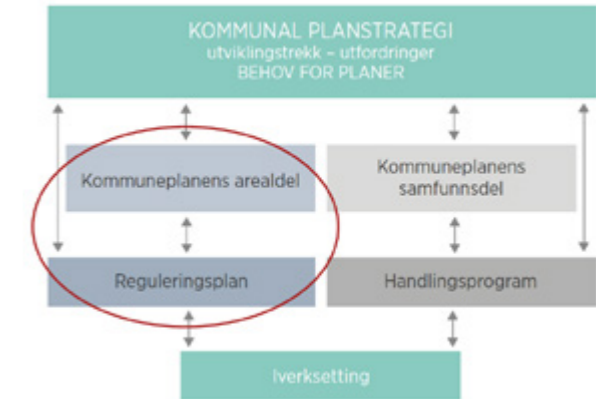 KOMMUNAL PLANSTRATEGI
utviklingstrekk – utfordringer
BEHOV FOR PLANER
Kommuneplanens arealdel
Kommuneplanens
samfunnsdel
Reguleringsplan
Handlingsprogram
Iverksetting